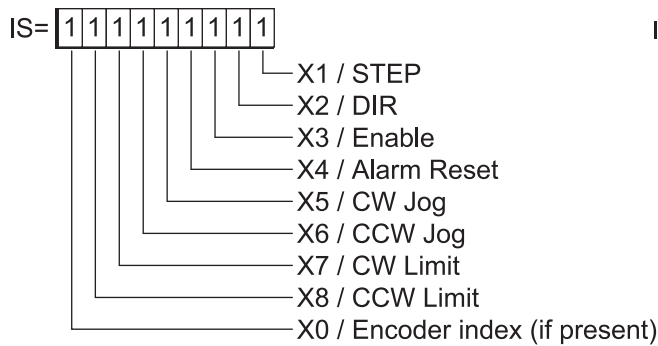 IS= 1 1 1 1 1 1 1 1 1
X1 / STEP
X2 / DIR
X3 / Enable
X4 / Alarm Reset
X5 / CW Jog
X6 / CCW Jog
X7 / CW Limit
X8 / CCW Limit
X0 / Encoder index (if present)